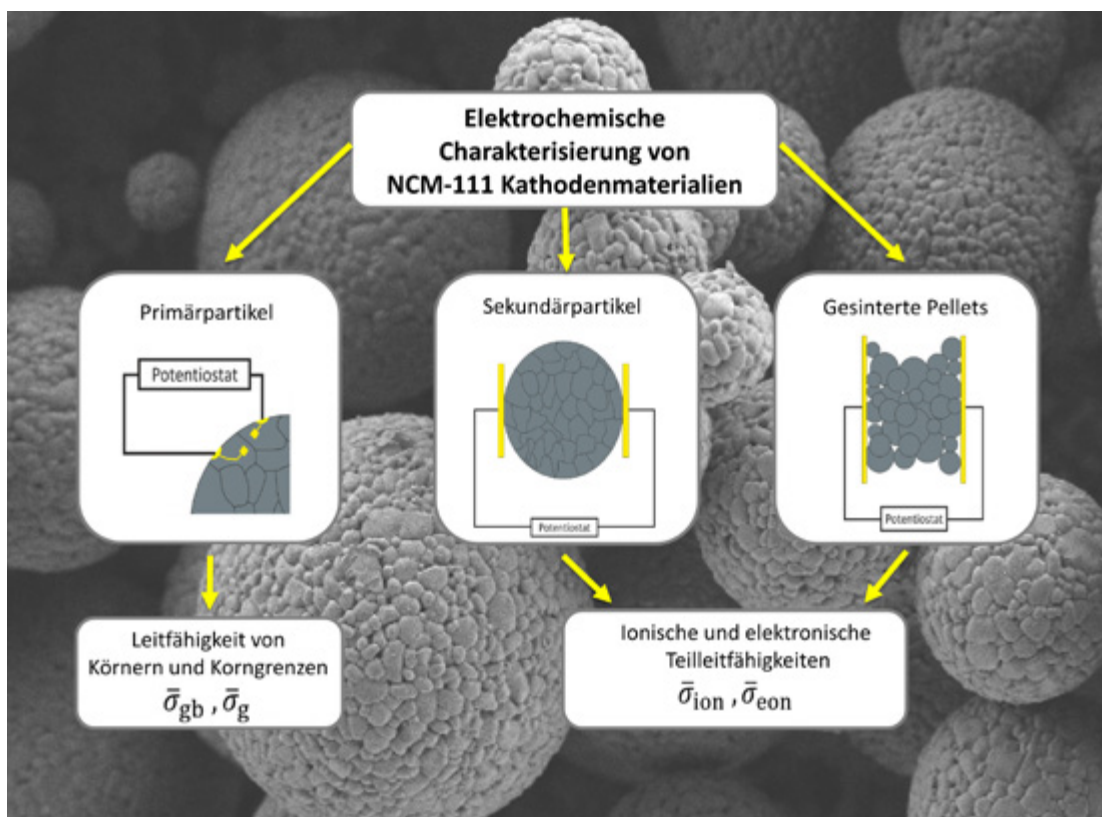 Elektrochemische
Charakterisierung von
NCM-111 Kathodenmaterialien
Primärpartikel
Potentiostat
Sekundärpartikel
Potentiostat
Gesinterte Pellets
Potentiostat
Leitfähigkeit von
Körnern und Korngrenzen
σ̄gb , σ̄g
Ionische und elektronische
Teilleitfähigkeiten
σ̄ion , σ̄eon